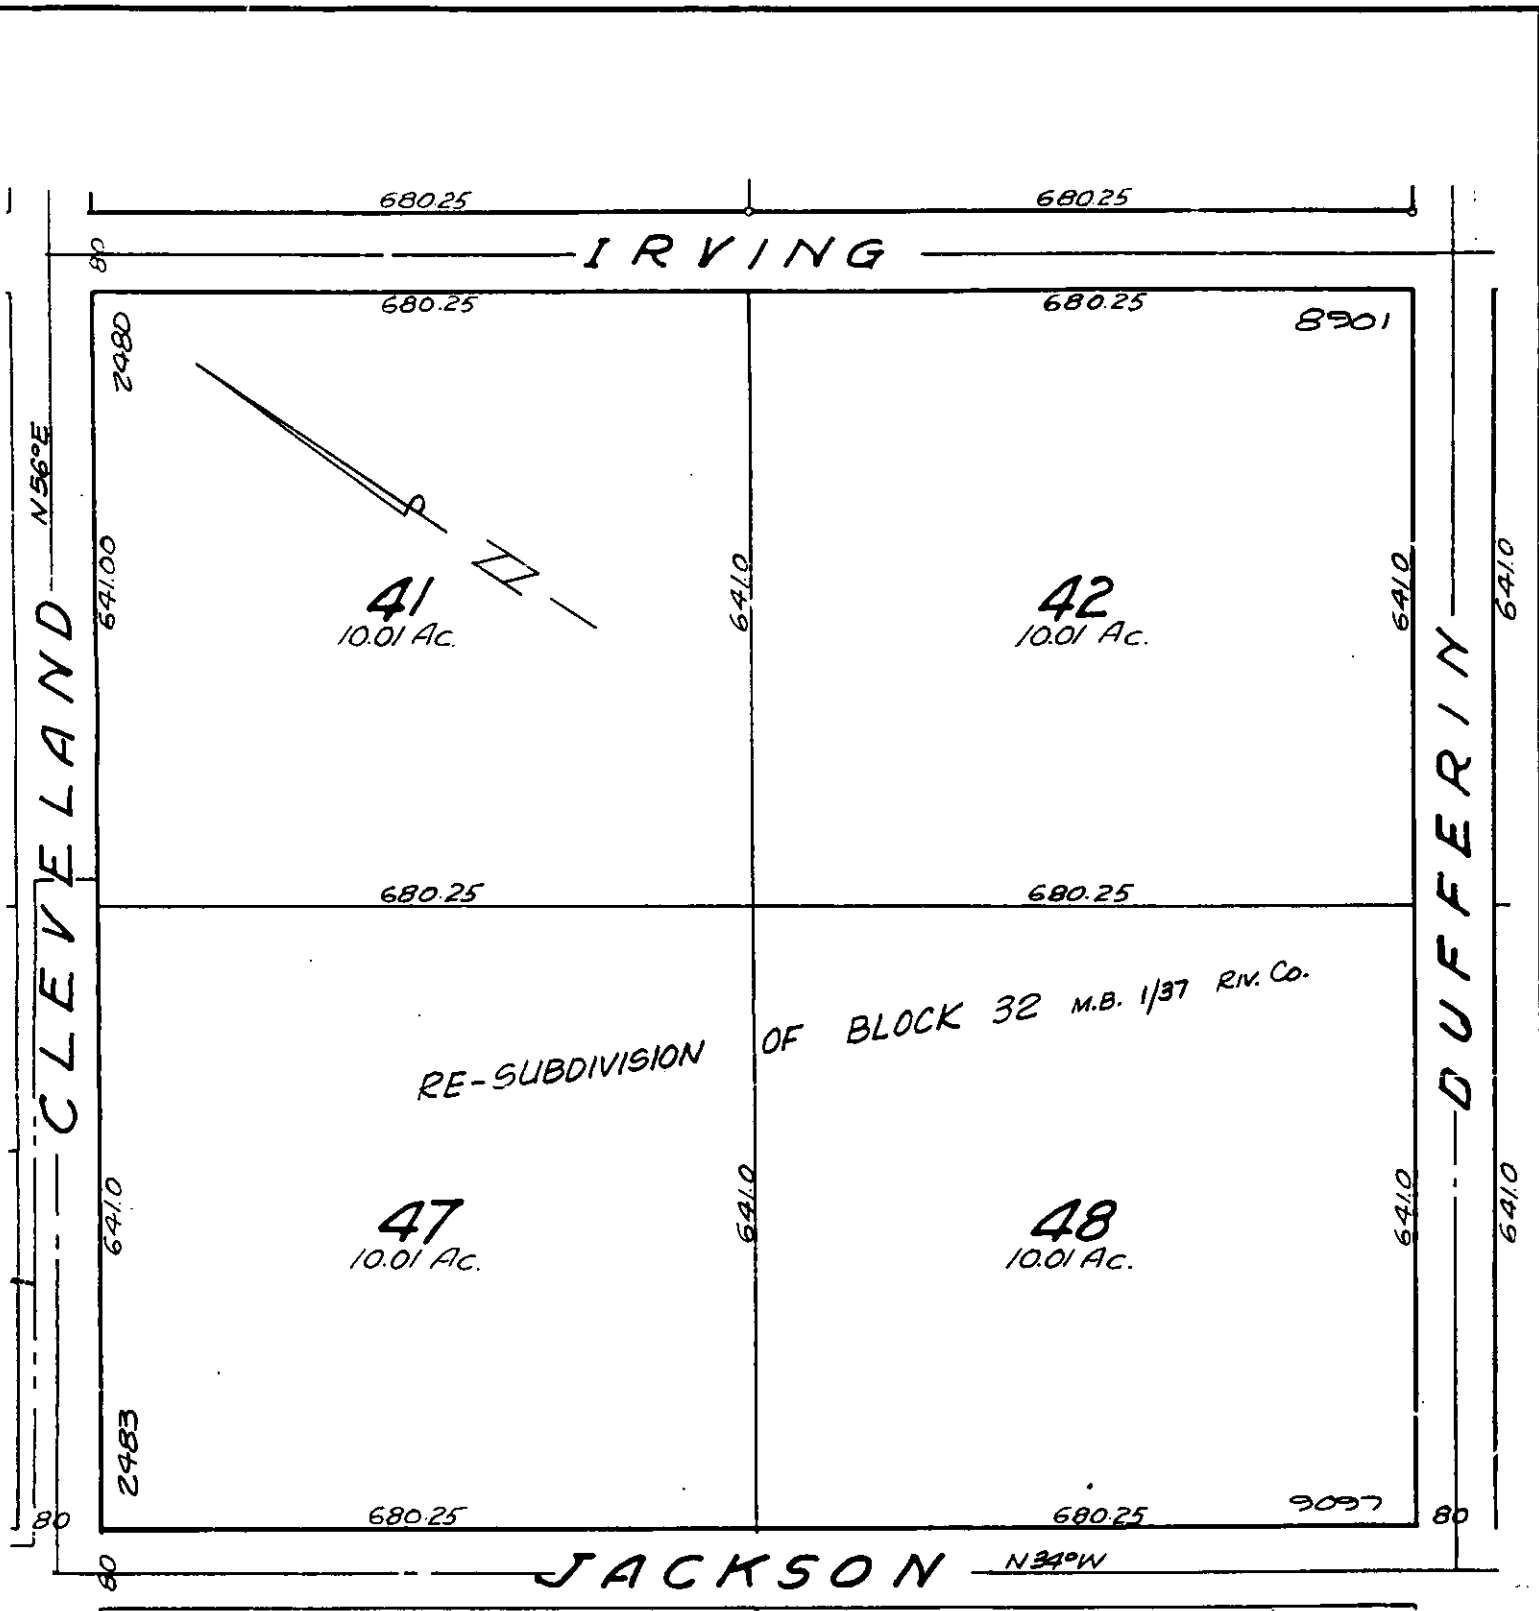 680.25 680.25
80 IRVING
680.25 680.25
2480 8901
N56°E
N
641.00 641.0 641.0 641.0
41 42
10.01 Ac. 10.01 Ac.
CLEVELAND
DUFFERIN
680.25 680.25
RE-SUBDIVISION OF BLOCK 32 M.B. 1/37 RIV. CO.
641.0 641.0 641.0 641.0
47 48
10.01 Ac. 10.01 Ac.
2483
80 680.25 680.25 9097 80
80 JACKSON N34°W